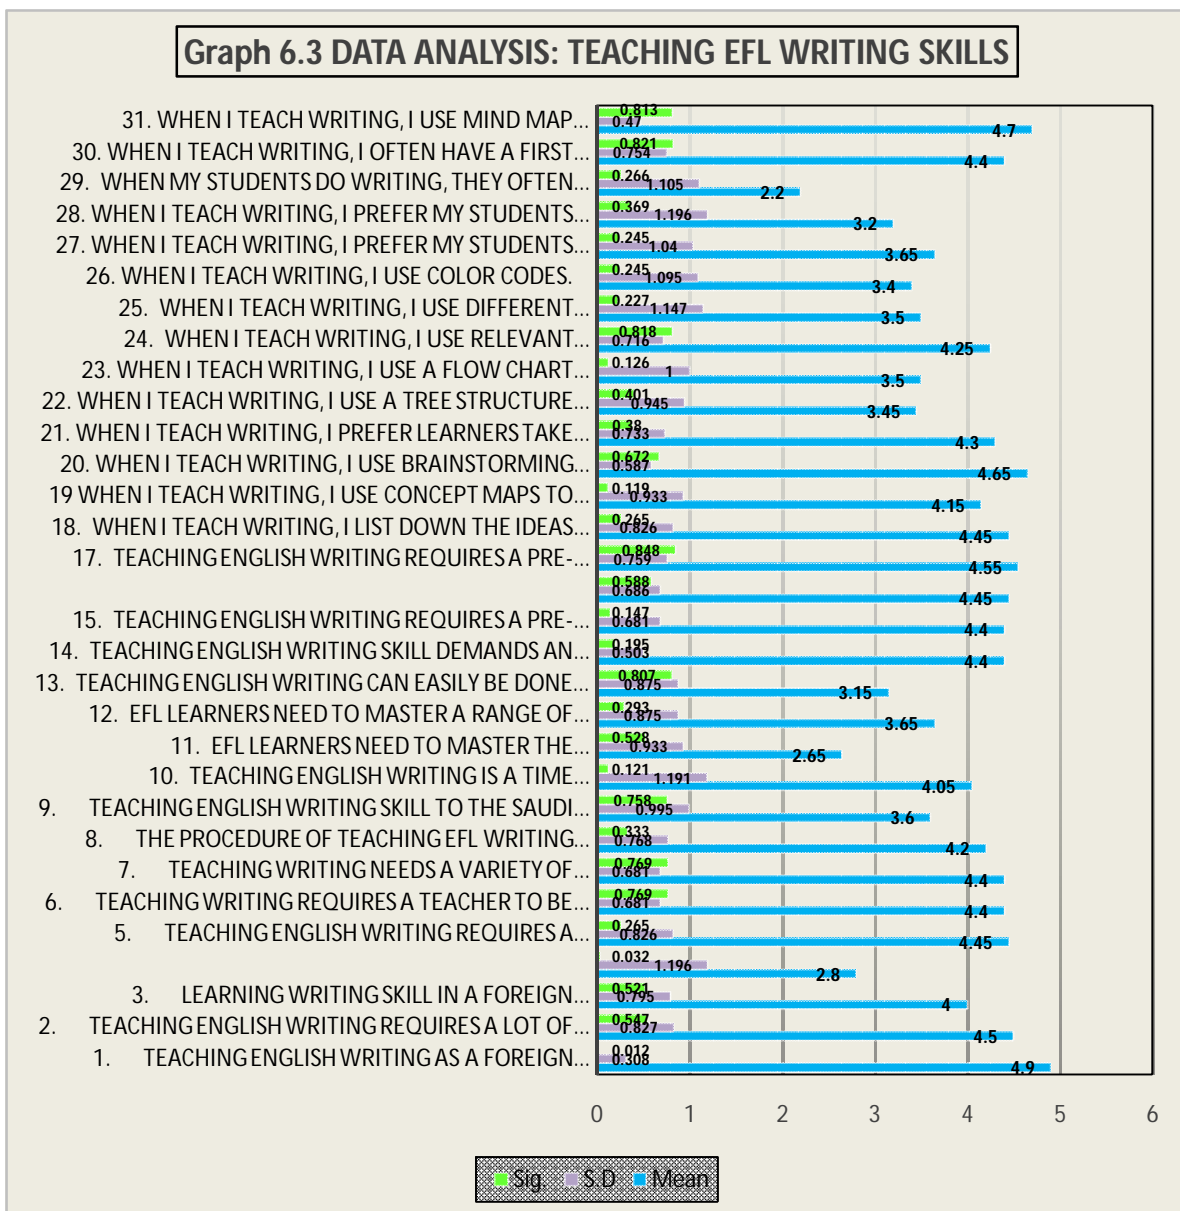 Graph 6.3 DATA ANALYSIS: TEACHING EFL WRITING SKILLS
31. WHEN I TEACH WRITING, I USE MIND MAP...
0.813
0.47
4.7
30. WHEN I TEACH WRITING, I OFTEN HAVE A FIRST...
0.821
0.754
4.4
29. WHEN MY STUDENTS DO WRITING, THEY OFTEN...
0.266
1.105
2.2
28. WHEN I TEACH WRITING, I PREFER MY STUDENTS...
0.369
1.196
3.2
27. WHEN I TEACH WRITING, I PREFER MY STUDENTS...
0.245
1.04
3.65
26. WHEN I TEACH WRITING, I USE COLOR CODES.
0.245
1.095
3.4
25. WHEN I TEACH WRITING, I USE DIFFERENT...
0.227
1.147
3.5
24. WHEN I TEACH WRITING, I USE RELEVANT...
0.818
0.716
4.25
23. WHEN I TEACH WRITING, I USE A FLOW CHART...
0.126
1
3.5
22. WHEN I TEACH WRITING, I USE A TREE STRUCTURE...
0.401
0.945
3.45
21. WHEN I TEACH WRITING, I PREFER LEARNERS TAKE...
0.38
0.733
4.3
20. WHEN I TEACH WRITING, I USE BRAINSTORMING...
0.672
0.587
4.65
19 WHEN I TEACH WRITING, I USE CONCEPT MAPS TO...
0.119
0.933
4.15
18. WHEN I TEACH WRITING, I LIST DOWN THE IDEAS...
0.265
0.826
4.45
17. TEACHING ENGLISH WRITING REQUIRES A PRE-...
0.848
0.759
4.55
0.588
0.686
4.45
15. TEACHING ENGLISH WRITING REQUIRES A PRE-...
0.147
0.681
4.4
14. TEACHING ENGLISH WRITING SKILL DEMANDS AN...
0.195
0.503
4.4
13. TEACHING ENGLISH WRITING CAN EASILY BE DONE...
0.807
0.875
3.15
12. EFL LEARNERS NEED TO MASTER A RANGE OF...
0.293
0.875
3.65
11. EFL LEARNERS NEED TO MASTER THE...
0.528
0.933
2.65
10. TEACHING ENGLISH WRITING IS A TIME...
0.121
1.191
4.05
9. TEACHING ENGLISH WRITING SKILL TO THE SAUDI...
0.758
0.995
3.6
8. THE PROCEDURE OF TEACHING EFL WRITING...
0.333
0.768
4.2
7. TEACHING WRITING NEEDS A VARIETY OF...
0.769
0.681
4.4
6. TEACHING WRITING REQUIRES A TEACHER TO BE...
0.769
0.681
4.4
5. TEACHING ENGLISH WRITING REQUIRES A...
0.265
0.826
4.45
0.032
1.196
2.8
3. LEARNING WRITING SKILL IN A FOREIGN...
0.521
0.795
4
2. TEACHING ENGLISH WRITING REQUIRES A LOT OF...
0.547
0.827
4.5
1. TEACHING ENGLISH WRITING AS A FOREIGN...
0.012
0.308
4.9
0 1 2 3 4 5 6
Sig. S.D Mean